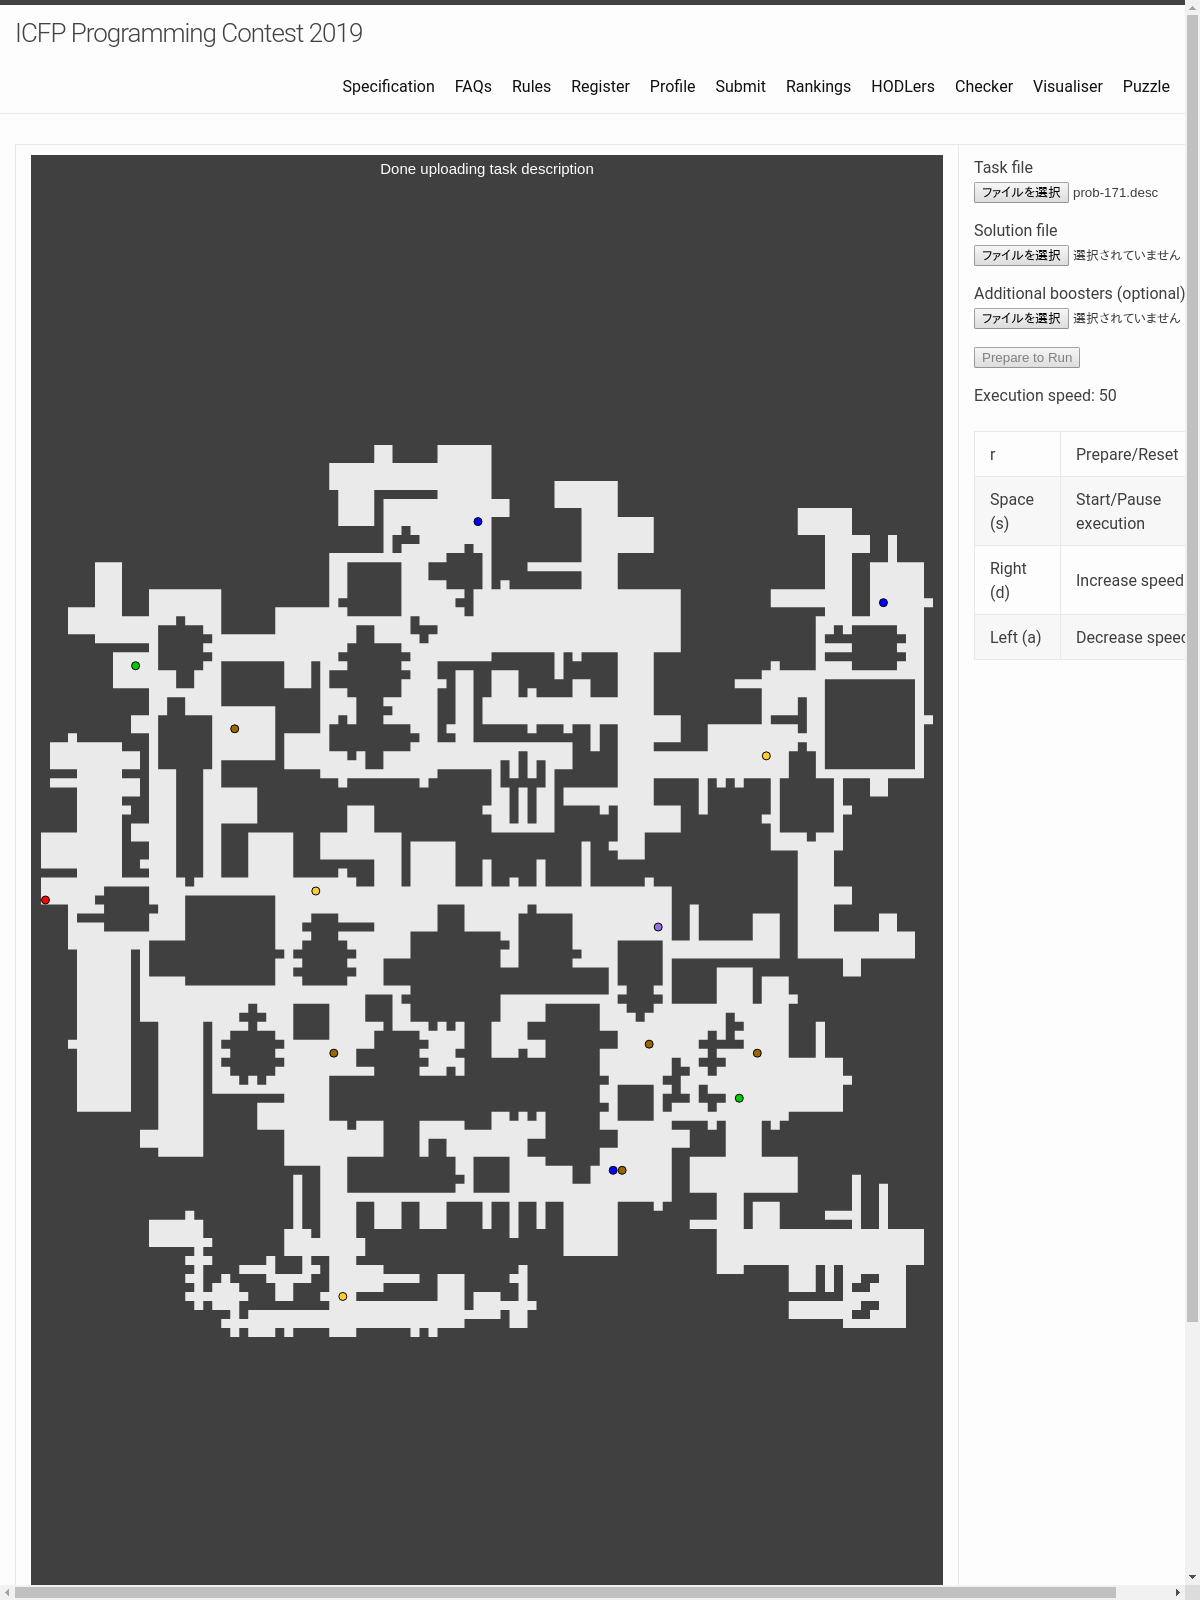 ICFP Programming Contest 2019
Specification FAQs Rules Register Profile Submit Rankings HODLers Checker Visualiser Puzzle
Done uploading task description
Task file
ファイルを選択 prob-171.desc
Solution file
ファイルを選択 選択されていません
Additional boosters (optional)
ファイルを選択 選択されていません
Prepare to Run
Execution speed: 50
r Prepare/Reset
Space (s) Start/Pause execution
Right (d) Increase speed
Left (a) Decrease speed